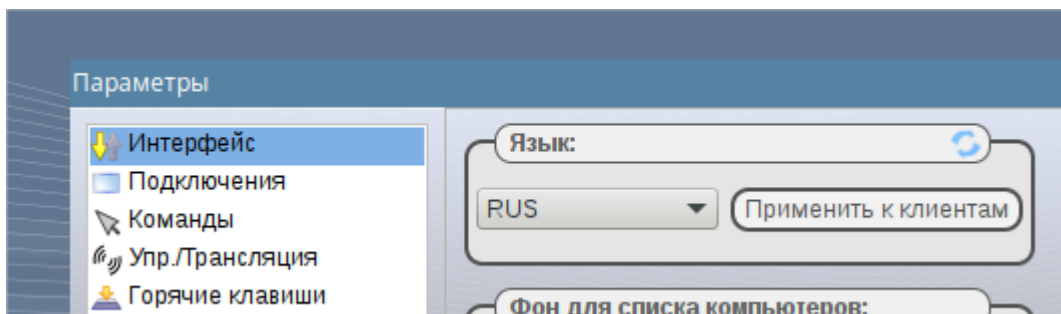 Параметры
Интерфейс
Подключения
Команды
Упр./Трансляция
Горячие клавиши
Язык:
RUS
Применить к клиентам
Фон для списка компьютеров: